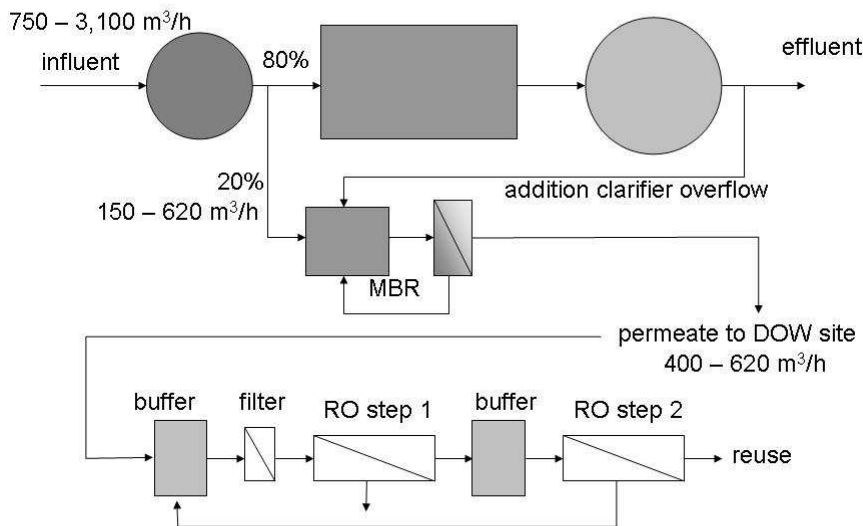 750 – 3,100 m³/h
influent
80%
effluent
20%
150 – 620 m³/h
addition clarifier overflow
MBR
permeate to DOW site
400 – 620 m³/h
buffer
filter
RO step 1
buffer
RO step 2
reuse